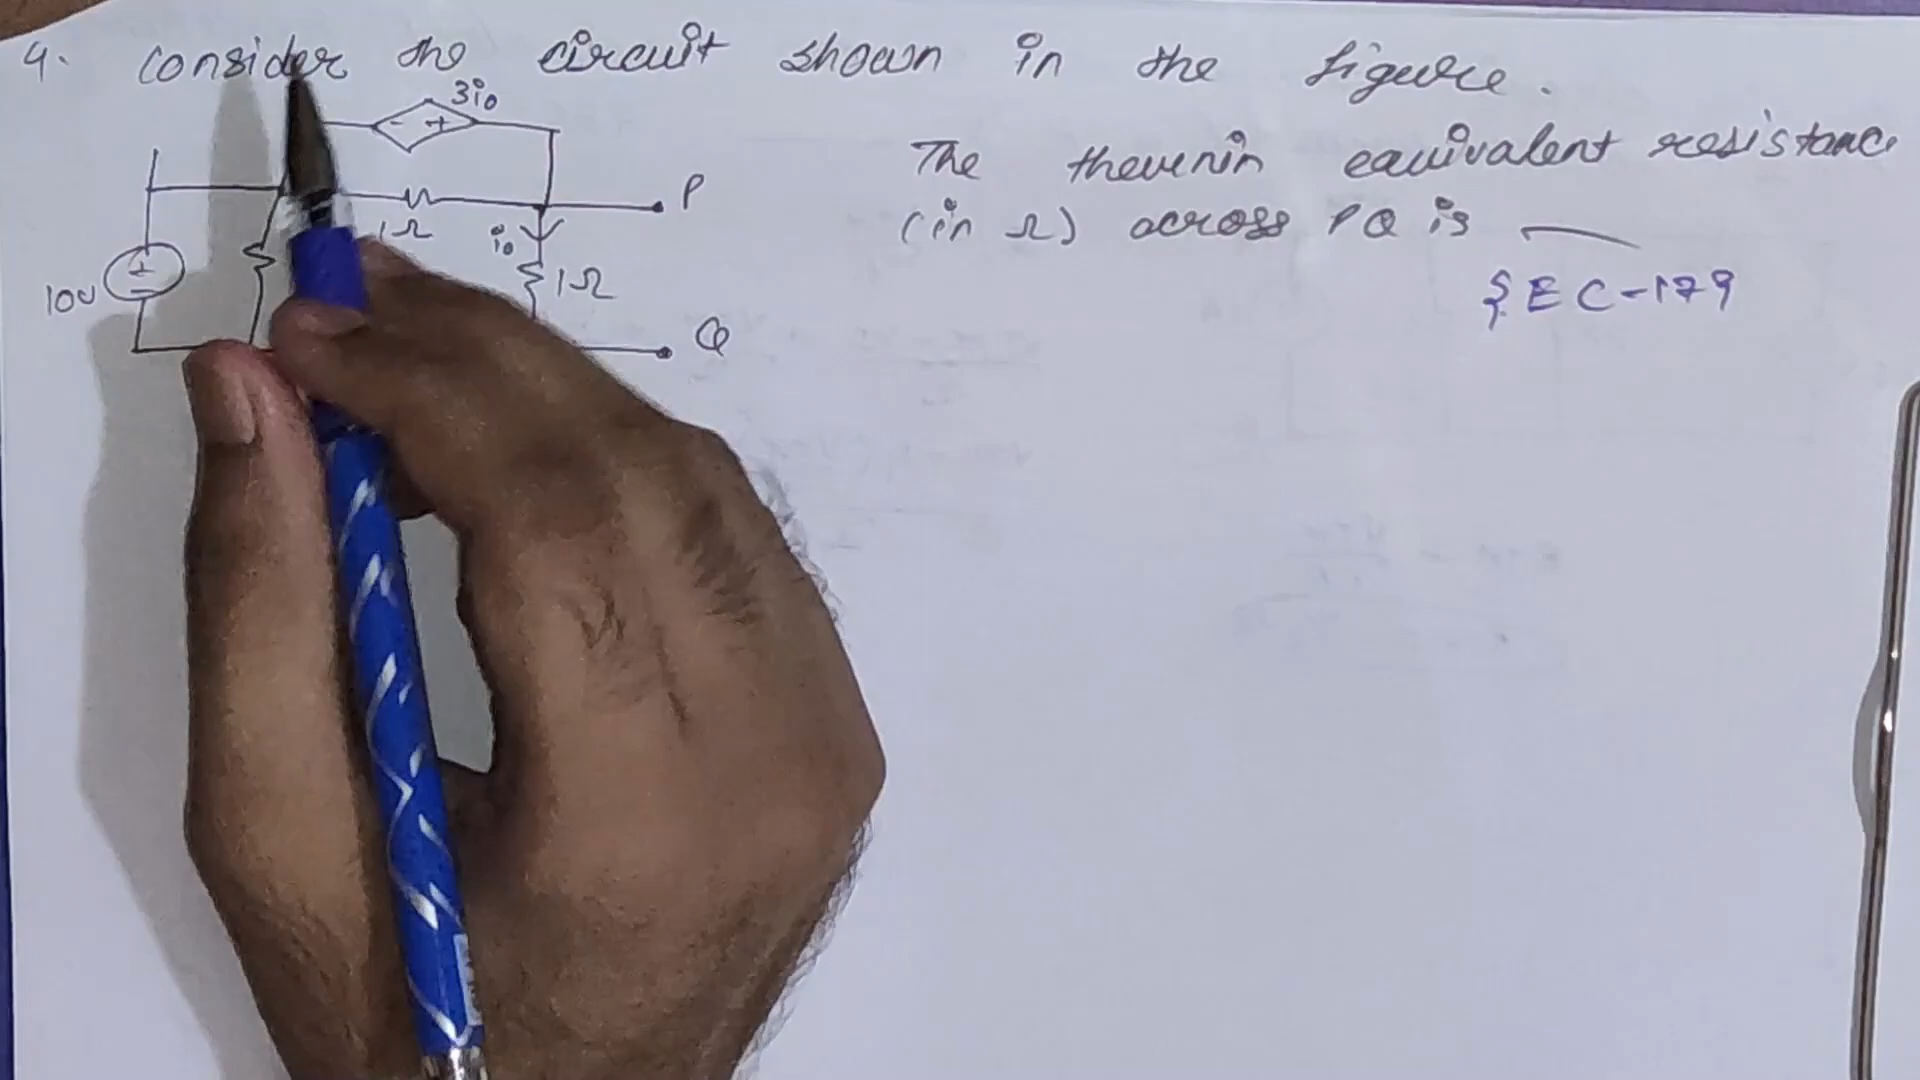 4. Consider the circuit shown in the figure.
3i0
The thevenin equivalent resistance
P
(in Ω) across PQ is
1Ω
i0
1Ω
10V
{EC-179
Q